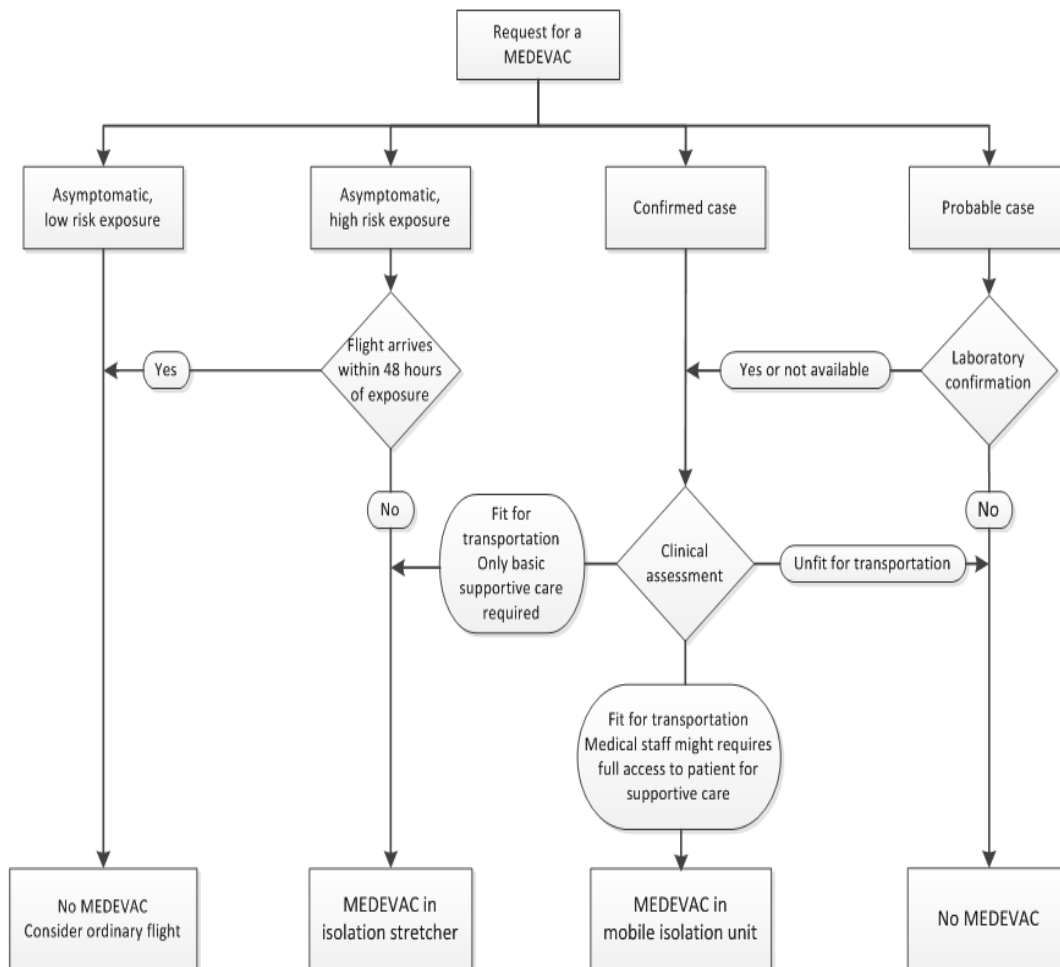 Request for a
MEDEVAC
Asymptomatic,
low risk exposure
Asymptomatic,
high risk exposure
Confirmed case
Probable case
Flight arrives
within 48 hours
of exposure
Yes
Laboratory
confirmation
Yes or not available
No
No
Fit for
transportation
Only basic
supportive care
required
Clinical
assessment
Unfit for transportation
Fit for transportation
Medical staff might requires
full access to patient for
supportive care
No MEDEVAC
Consider ordinary flight
MEDEVAC in
isolation stretcher
MEDEVAC in
mobile isolation unit
No MEDEVAC